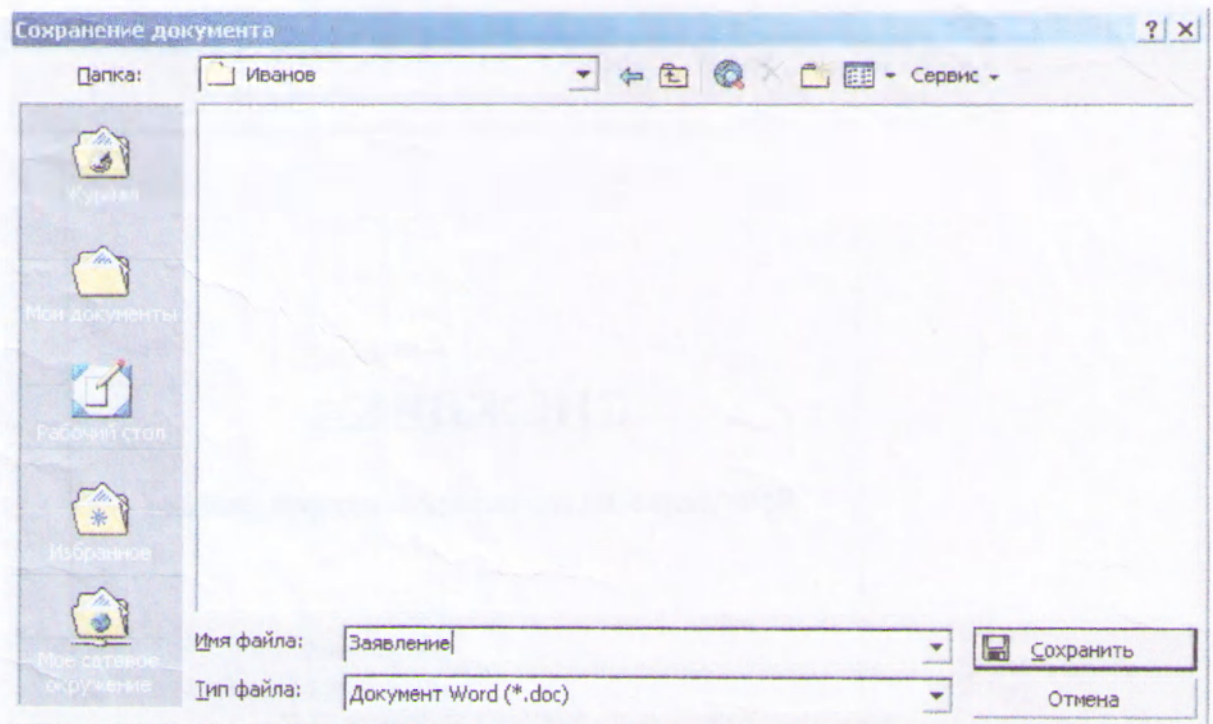 Сохранение документа
Папка:
Иванов
Сервис
Журнал
Мои документы
Рабочий стол
Избранное
Мое сетевое
окружение
Имя файла:
Заявление
Сохранить
Тип файла:
Документ Word (*.doc)
Отмена